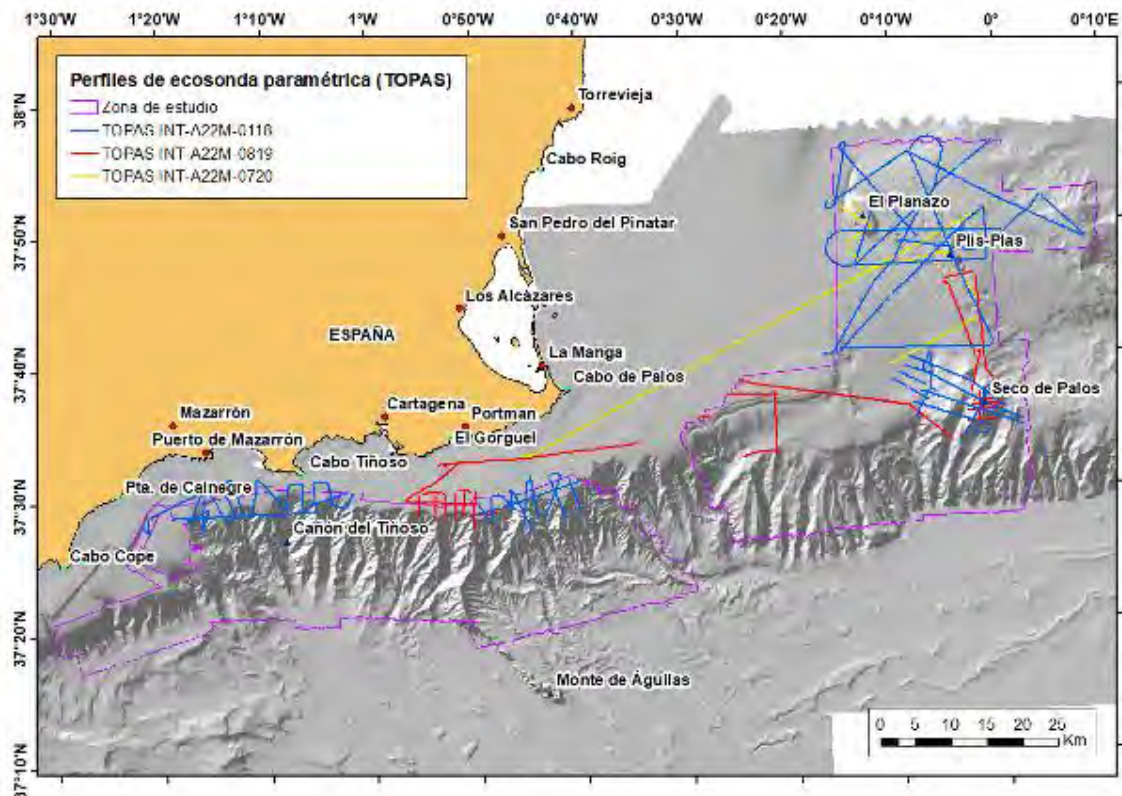 1°30'W 1°20'W 1°10'W 1°W 0°50'W 0°40'W 0°30'W 0°20'W 0°10'W 0° 0°10'E
Perfiles de ecosonda paramétrica (TOPAS)
Zona de estudio
TOPAS INT-A22M-0118
TOPAS INT-A22M-0819
TOPAS INT-A22M-0720
38°N
37°50'N
37°40'N
37°30'N
37°20'N
37°10'N
Torrevieja
Cabo Roig
San Pedro del Pinatar
El Planazo
Plis-Plas
Los Alcàzares
ESPAÑA
La Manga
Cabo de Palos
Seco de Palos
Mazarrón
Cartagena
Portman
Puerto de Mazarrón
El Gorguel
Cabo Tiñoso
Pta. de Calnegre
Cañón del Tiñoso
Cabo Cope
Monte de Águilas
0 5 10 15 20 25
Km